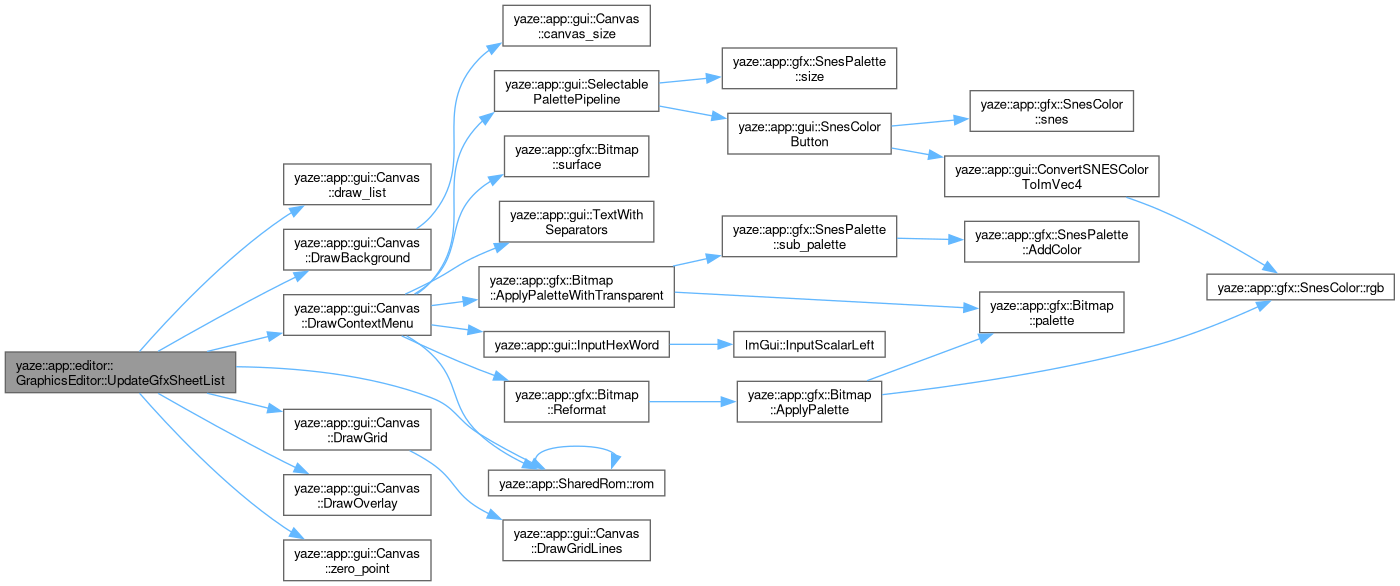 yaze::app::editor::
GraphicsEditor::UpdateGfxSheetList
yaze::app::gui::Canvas
::draw_list
yaze::app::gui::Canvas
::DrawBackground
yaze::app::gui::Canvas
::DrawContextMenu
yaze::app::gui::Canvas
::DrawGrid
yaze::app::gui::Canvas
::DrawOverlay
yaze::app::gui::Canvas
::zero_point
yaze::app::gui::Canvas
::canvas_size
yaze::app::gui::Selectable
PalettePipeline
yaze::app::gfx::Bitmap
::surface
yaze::app::gui::TextWith
Separators
yaze::app::gfx::Bitmap
::ApplyPaletteWithTransparent
yaze::app::gui::InputHexWord
yaze::app::gfx::Bitmap
::Reformat
yaze::app::SharedRom::rom
yaze::app::gui::Canvas
::DrawGridLines
yaze::app::gfx::SnesPalette
::size
yaze::app::gui::SnesColor
Button
yaze::app::gfx::SnesPalette
::sub_palette
ImGui::InputScalarLeft
yaze::app::gfx::Bitmap
::ApplyPalette
yaze::app::gfx::SnesColor
::snes
yaze::app::gui::ConvertSNESColor
ToImVec4
yaze::app::gfx::SnesPalette
::AddColor
yaze::app::gfx::Bitmap
::palette
yaze::app::gfx::SnesColor::rgb